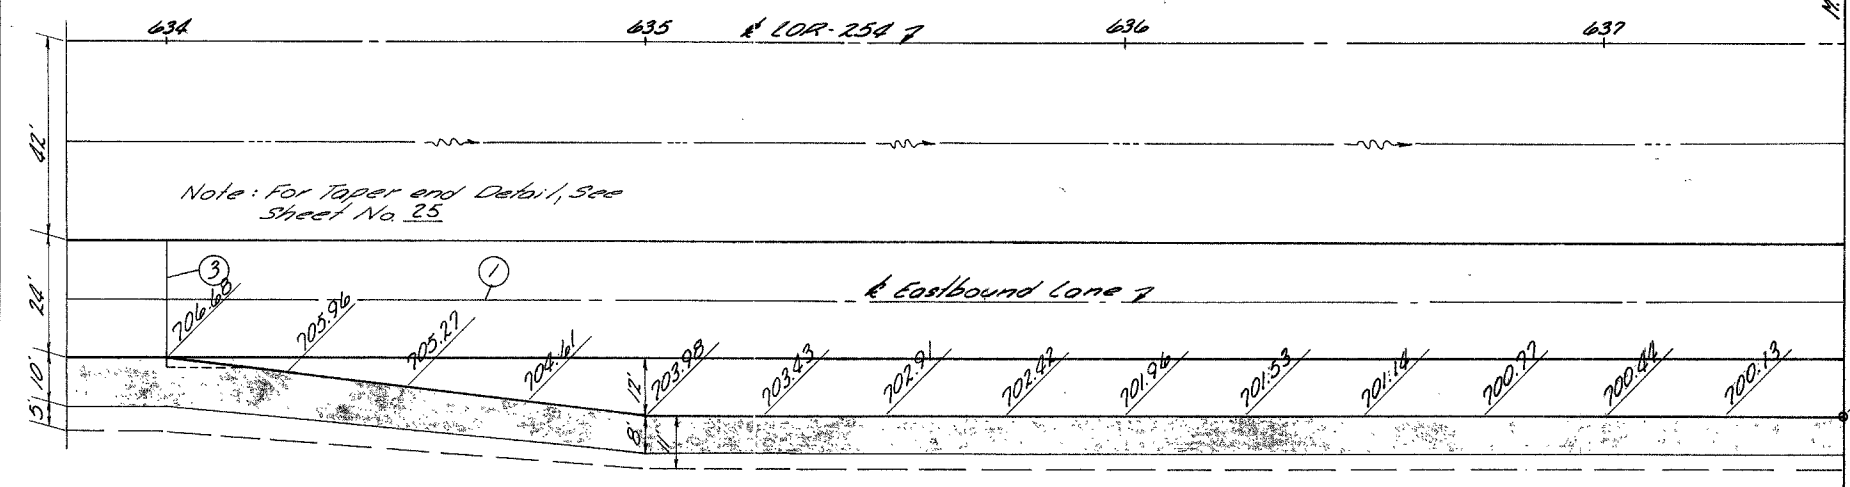 634 635 ℄ LOR-254 636 637
42'
Note: For Taper end Detail, See
Sheet No. 25
24'
3
1
℄ Eastbound Lane
706.68 705.96 705.27 704.61 703.98 703.43 702.91 702.42 701.96 701.53 701.14 700.77 700.44 700.13
10'
12'
5'
8'
11'